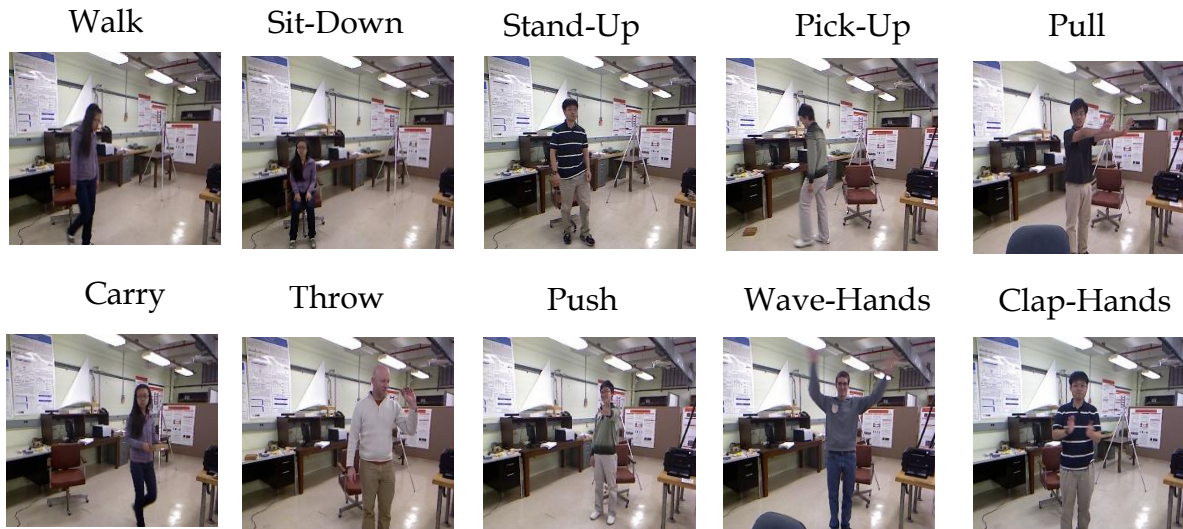 Walk
Sit-Down
Stand-Up
Pick-Up
Pull
Carry
Throw
Push
Wave-Hands
Clap-Hands